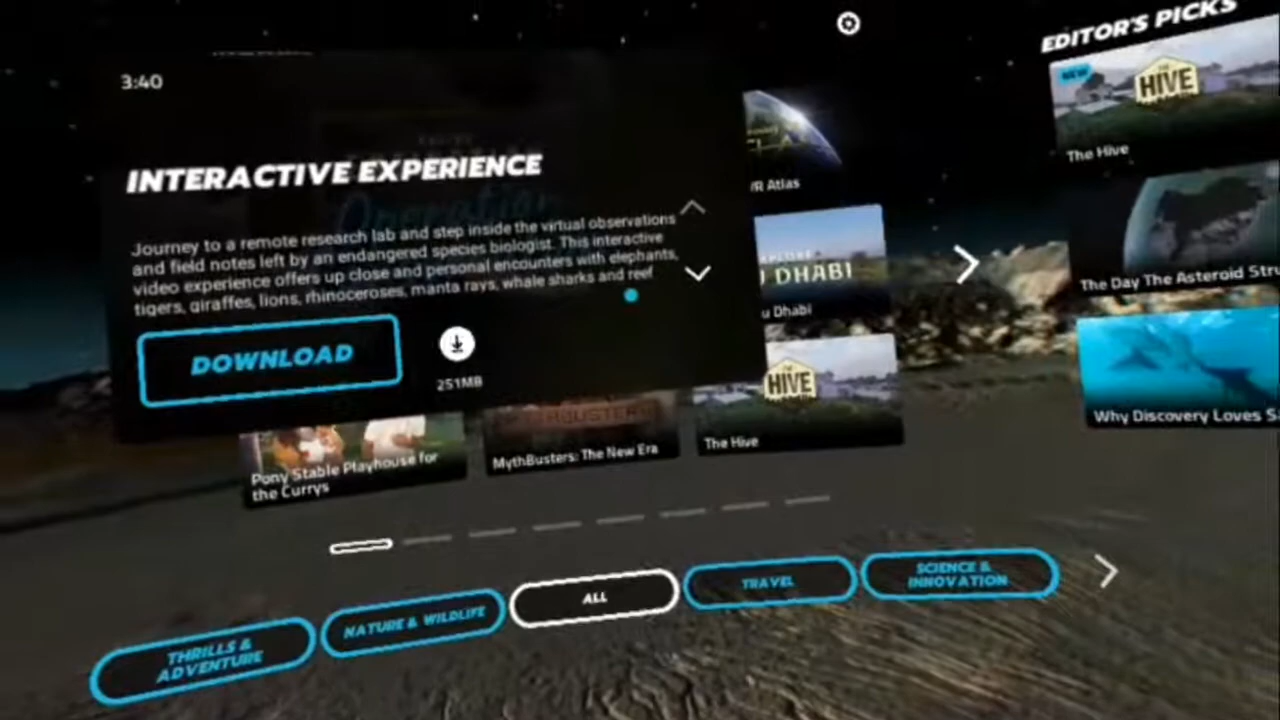 3:40
INTERACTIVE EXPERIENCE
Journey to a remote research lab and step inside the virtual observations
and field notes left by an endangered species biologist. This interactive
video experience offers up close and personal encounters with elephants,
tigers, giraffes, lions, rhinoceroses, manta rays, whale sharks and reef
DOWNLOAD
251MB
Operation
VR Atlas
DHABI
Dhabi
HIVE
The Hive
Pony Stable Playhouse for
the Currys
MythBusters: The New Era
EDITOR'S PICKS
NEW
THE
HIVE
The Hive
The Day The Asteroid Stru
Why Discovery Loves S
THRILLS &
ADVENTURE
NATURE & WILDLIFE
ALL
TRAVEL
SCIENCE &
INNOVATION